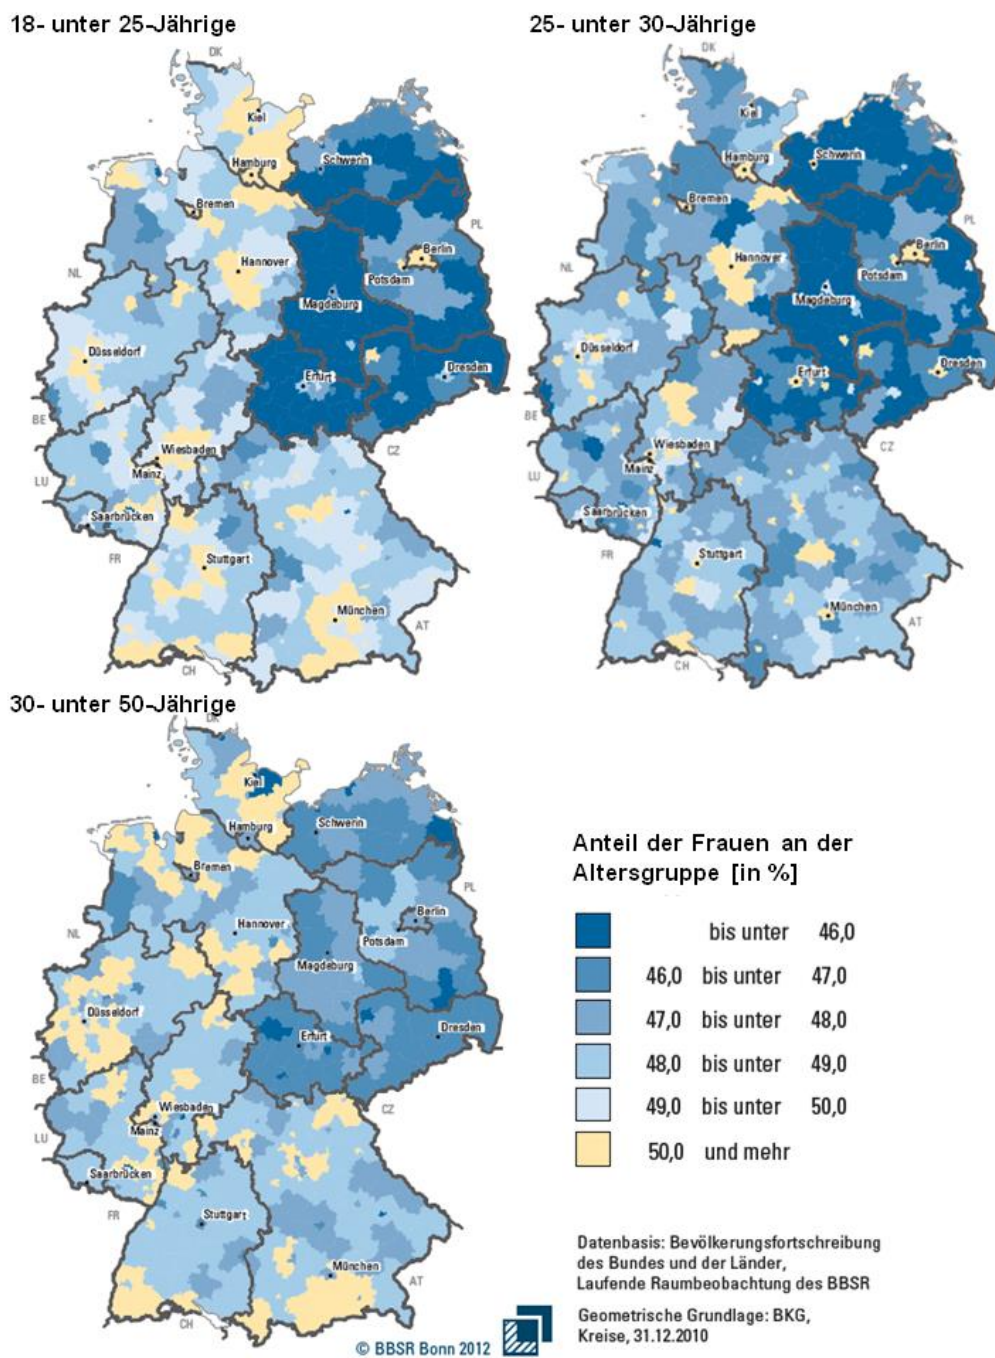 18- unter 25-Jährige
25- unter 30-Jährige
DK
Kiel
Schwerin
Hamburg
Bremen
PL
Berlin
NL
Hannover
Potsdam
Magdeburg
Düsseldorf
Erfurt
Dresden
BE
Wiesbaden
CZ
LU
Mainz
Saarbrücken
FR
Stuttgart
München
AT
CH
DK
Kiel
Schwerin
Hamburg
Bremen
PL
Berlin
NL
Hannover
Potsdam
Magdeburg
Düsseldorf
Erfurt
Dresden
BE
Wiesbaden
CZ
LU
Mainz
Saarbrücken
FR
Stuttgart
München
AT
CH
30- unter 50-Jährige
DK
Kiel
Schwerin
Hamburg
Bremen
PL
Berlin
NL
Hannover
Potsdam
Magdeburg
Düsseldorf
Erfurt
Dresden
BE
Wiesbaden
CZ
LU
Mainz
Saarbrücken
FR
Stuttgart
München
AT
CH
Anteil der Frauen an der
Altersgruppe [in %]
bis unter 46,0
46,0 bis unter 47,0
47,0 bis unter 48,0
48,0 bis unter 49,0
49,0 bis unter 50,0
50,0 und mehr
Datenbasis: Bevölkerungsfortschreibung
des Bundes und der Länder,
Laufende Raumbeobachtung des BBSR
Geometrische Grundlage: BKG,
Kreise, 31.12.2010
© BBSR Bonn 2012